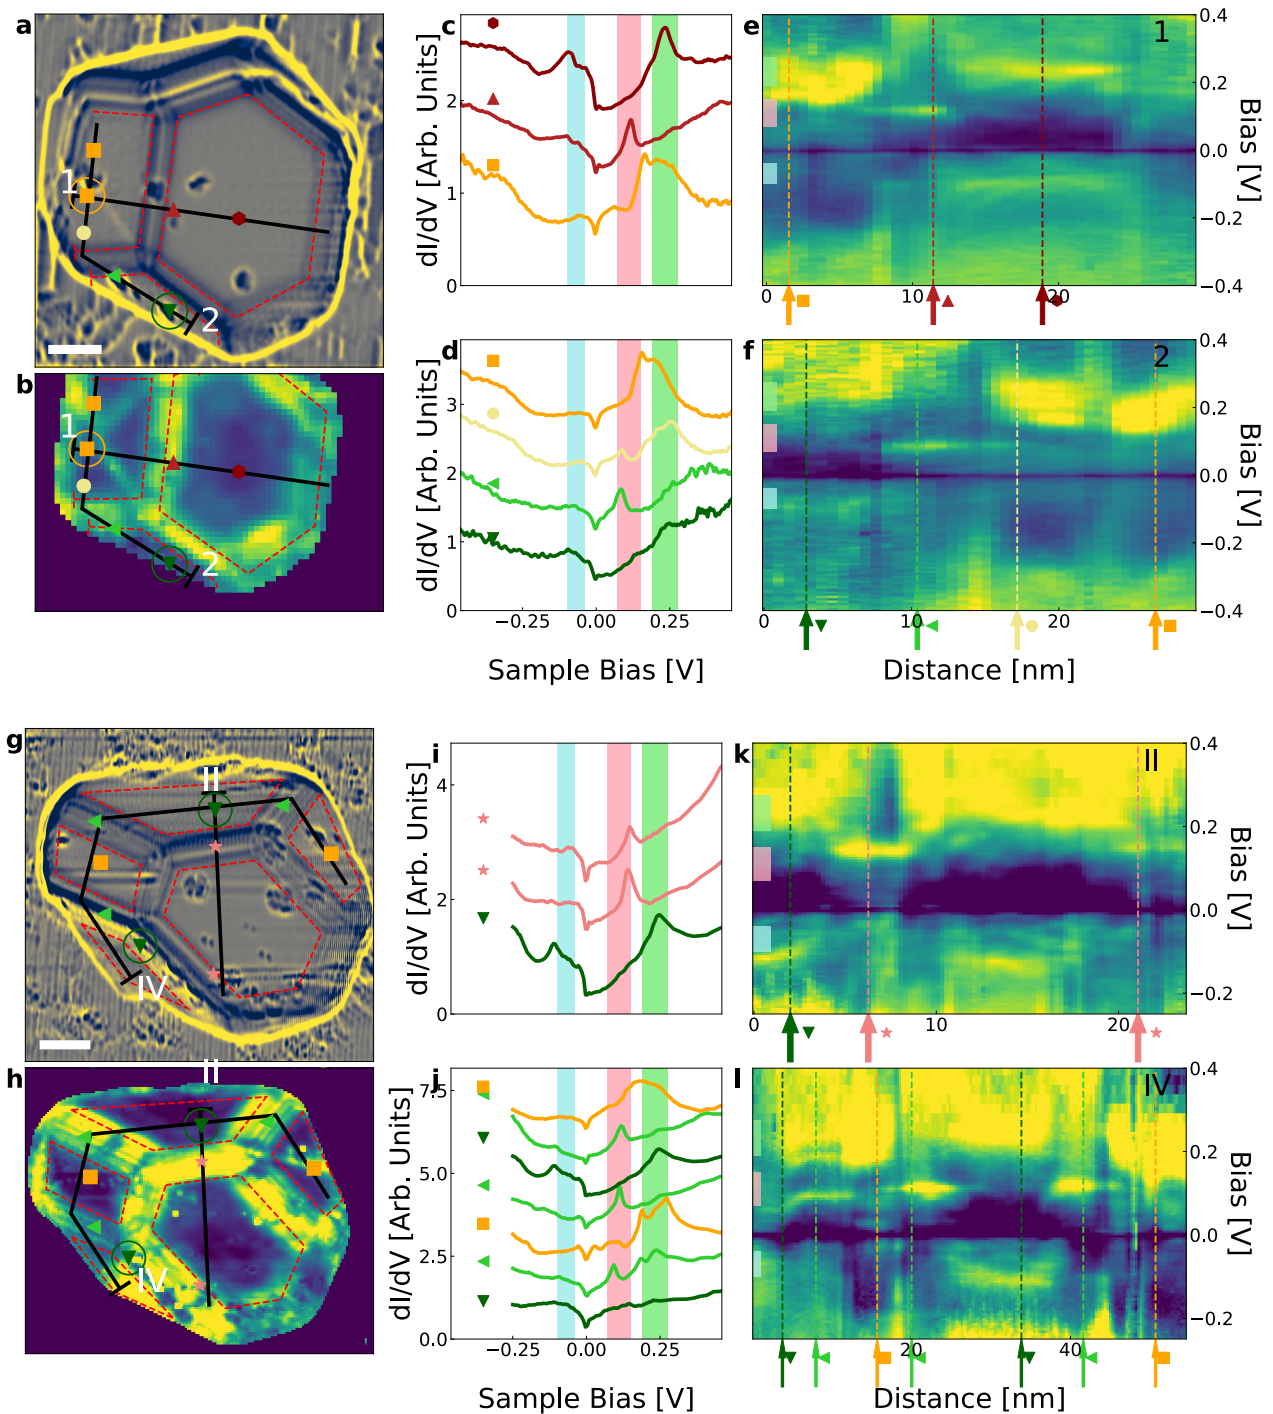 a
1
2
b
1
2
c
dI/dV [Arb. Units]
2
1
0
d
dI/dV [Arb. Units]
3
2
1
0
−0.25
0.00
0.25
Sample Bias [V]
e
1
0.4
0.2
0.0
−0.2
−0.4
Bias [V]
0
10
20
f
2
0.4
0.2
0.0
−0.2
−0.4
Bias [V]
0
10
20
Distance [nm]
g
II
IV
h
II
IV
i
dI/dV [Arb. Units]
4
2
0
j
dI/dV [Arb. Units]
7.5
5.0
2.5
0.0
−0.25
0.00
0.25
Sample Bias [V]
k
II
0.4
0.2
0.0
−0.2
Bias [V]
0
10
20
l
IV
0.4
0.2
0.0
−0.2
Bias [V]
20
40
Distance [nm]